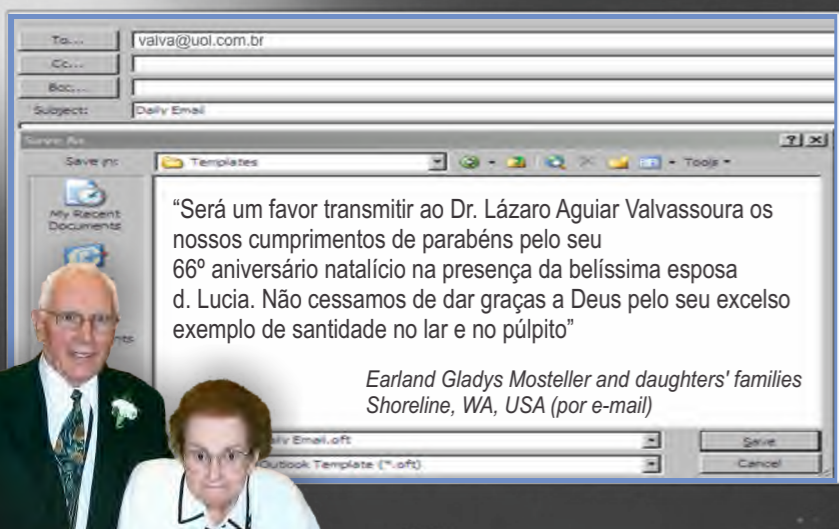 To...
valva@uol.com.br
Cc...
Bcc...
Subject:
Daily Email
Save As
Save in:
Templates
Tools
My Recent
Documents
“Será um favor transmitir ao Dr. Lázaro Aguiar Valvassoura os
nossos cumprimentos de parabéns pelo seu
66º aniversário natalício na presença da belíssima esposa
d. Lucia. Não cessamos de dar graças a Deus pelo seu excelso
exemplo de santidade no lar e no púlpito”
Earland Gladys Mosteller and daughters' families
Shoreline, WA, USA (por e-mail)
Email.oft
Save
Outlook Template (*.oft)
Cancel